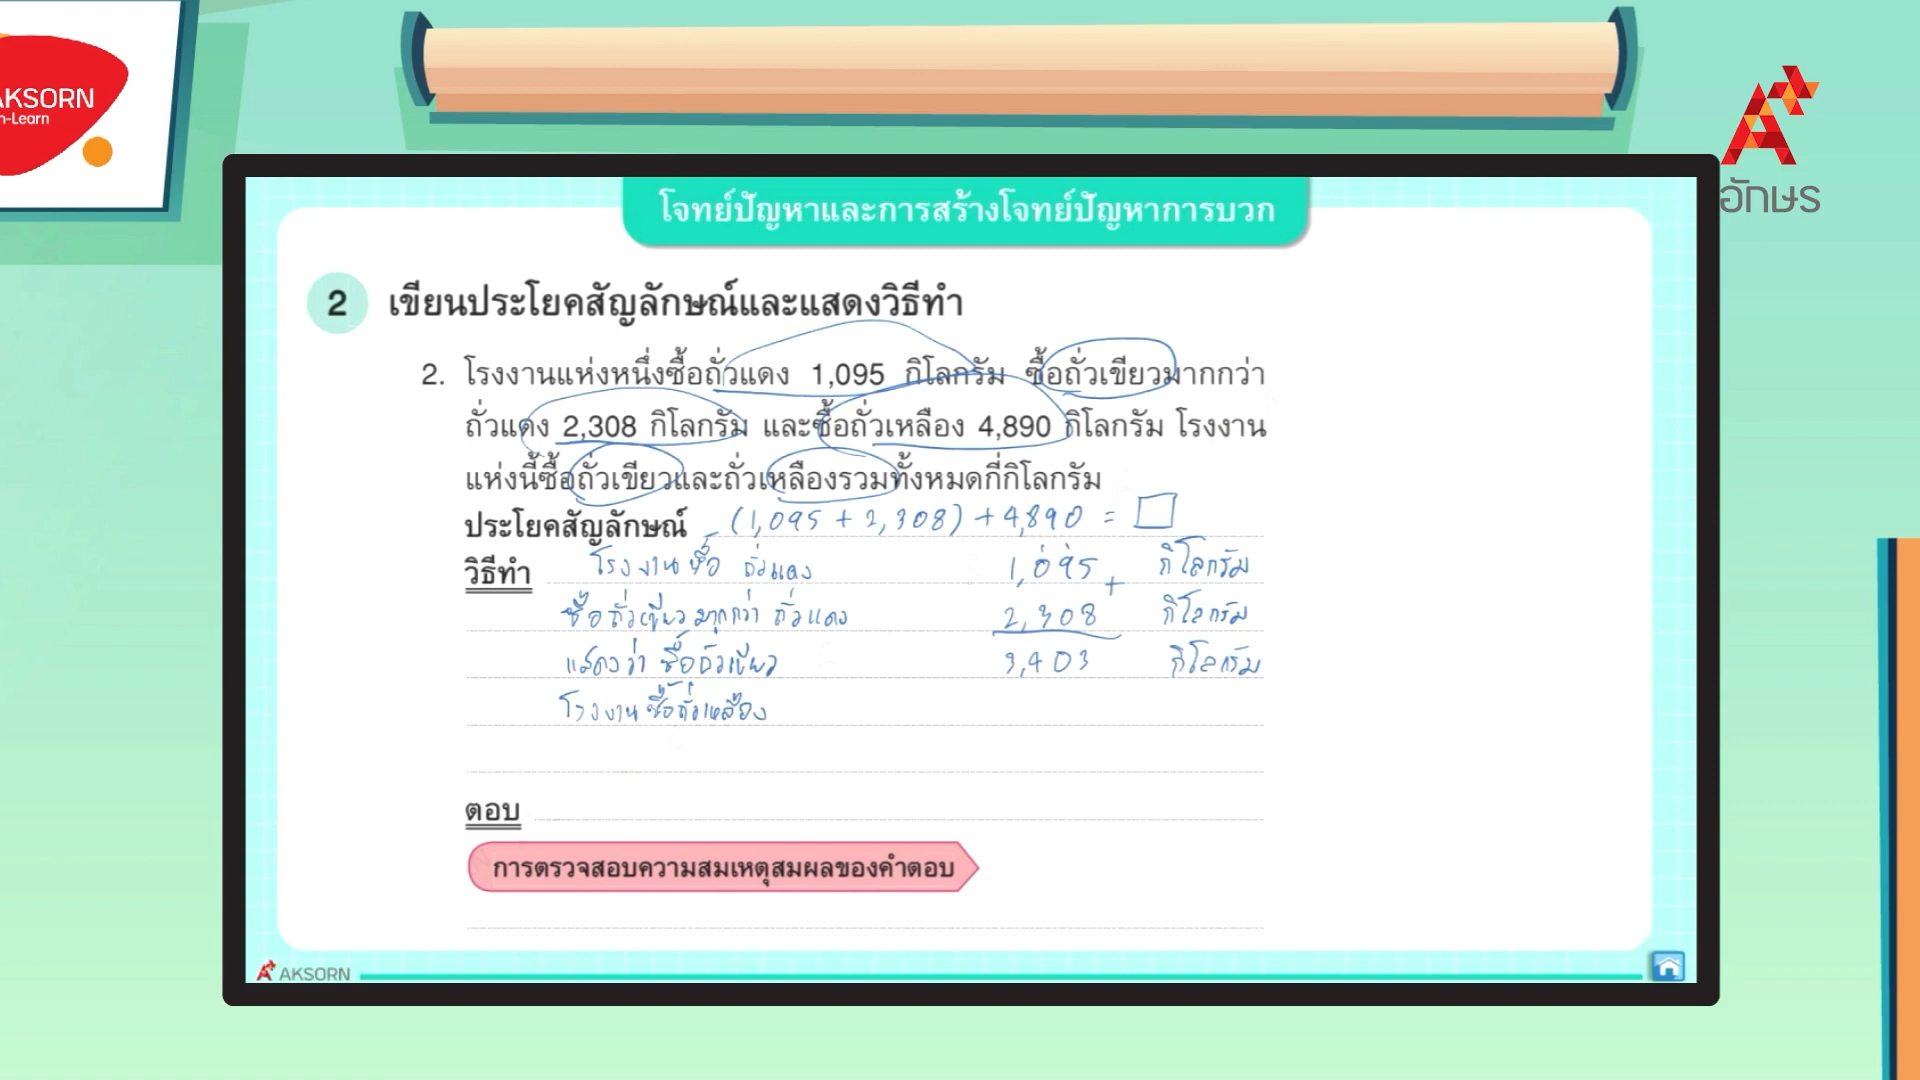 AKSORN
n-Learn
อักษร
โจทย์ปัญหาและการสร้างโจทย์ปัญหาการบวก
2 เขียนประโยคสัญลักษณ์และแสดงวิธีทำ
2. โรงงานแห่งหนึ่งซื้อถั่วแดง 1,095 กิโลกรัม ซื้อถั่วเขียวมากกว่า
ถั่วแดง 2,308 กิโลกรัม และซื้อถั่วเหลือง 4,890 กิโลกรัม โรงงาน
แห่งนี้ซื้อถั่วเขียวและถั่วเหลืองรวมทั้งหมดกี่กิโลกรัม
ประโยคสัญลักษณ์ (1,095 + 2,308) + 4,890 = □
วิธีทำ โรงงานซื้อ ถั่วแดง 1,095 + กิโลกรัม
ซื้อถั่วเขียวมากกว่า ถั่วแดง 2,308 กิโลกรัม
แสดงว่า ซื้อถั่วเขียว 3,403 กิโลกรัม
โรงงานซื้อถั่วเหลือง
ตอบ
การตรวจสอบความสมเหตุสมผลของคำตอบ
AKSORN